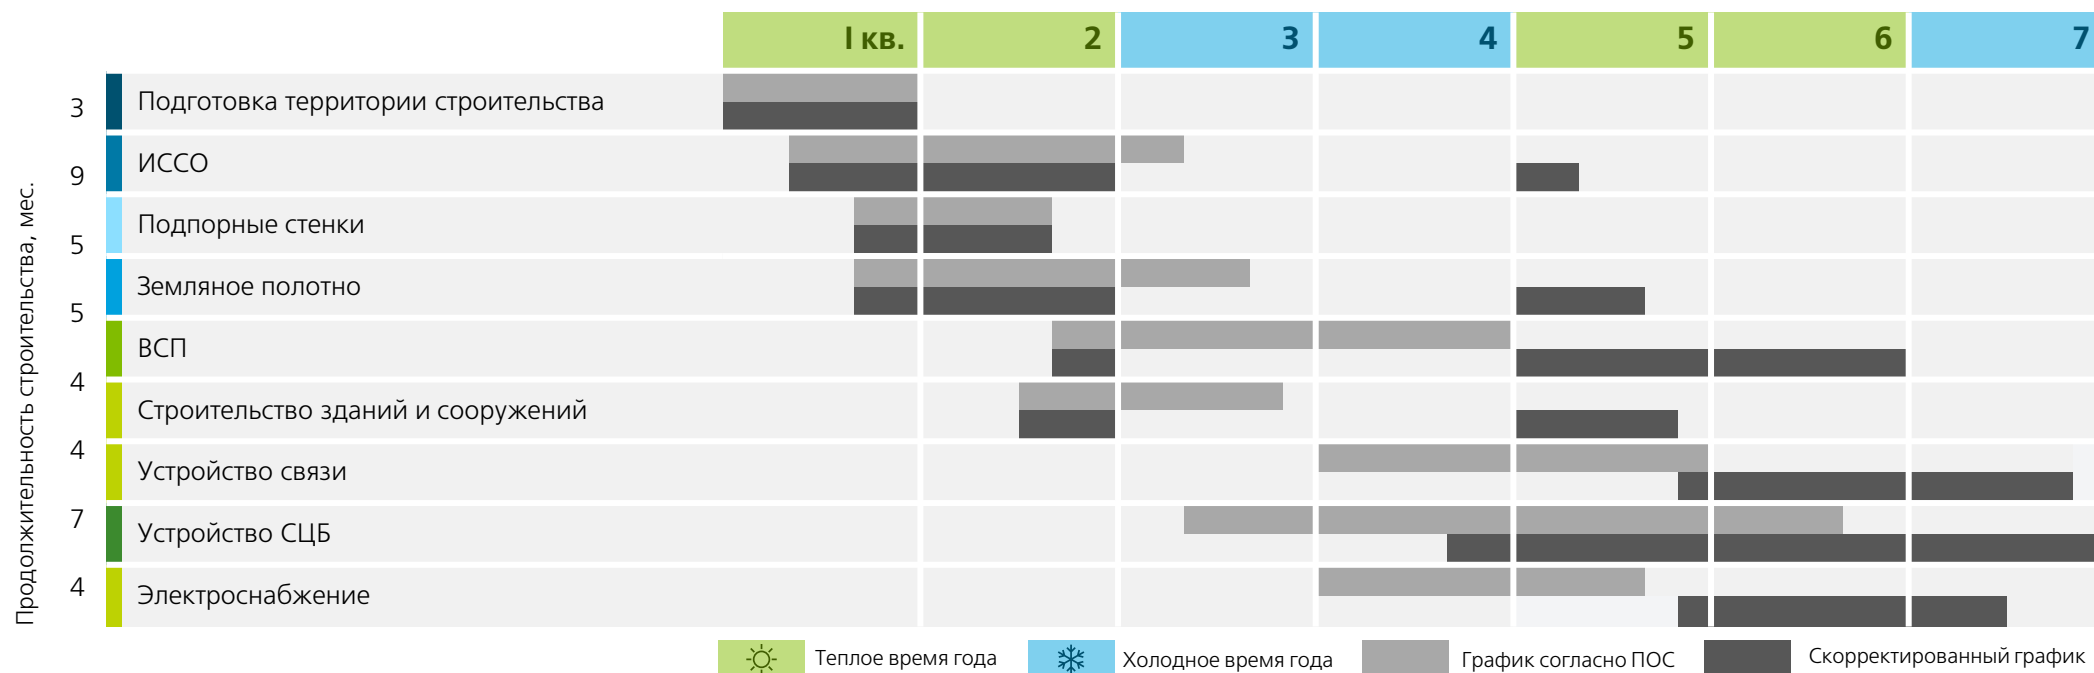 I кв. 2 3 4 5 6 7
Продолжительность строительства, мес.
3 Подготовка территории строительства
9 ИССО
5 Подпорные стенки
5 Земляное полотно
4 ВСП
4 Строительство зданий и сооружений
7 Устройство связи
4 Устройство СЦБ
Электроснабжение
Теплое время года Холодное время года График согласно ПОС Скорректированный график